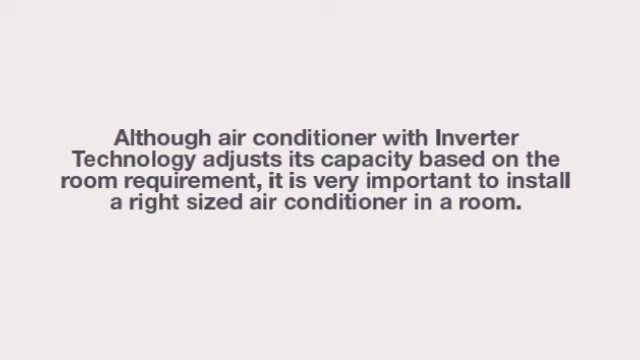 Although air conditioner with Inverter
Technology adjusts its capacity based on the
room requirement, it is very important to install
a right sized air conditioner in a room.